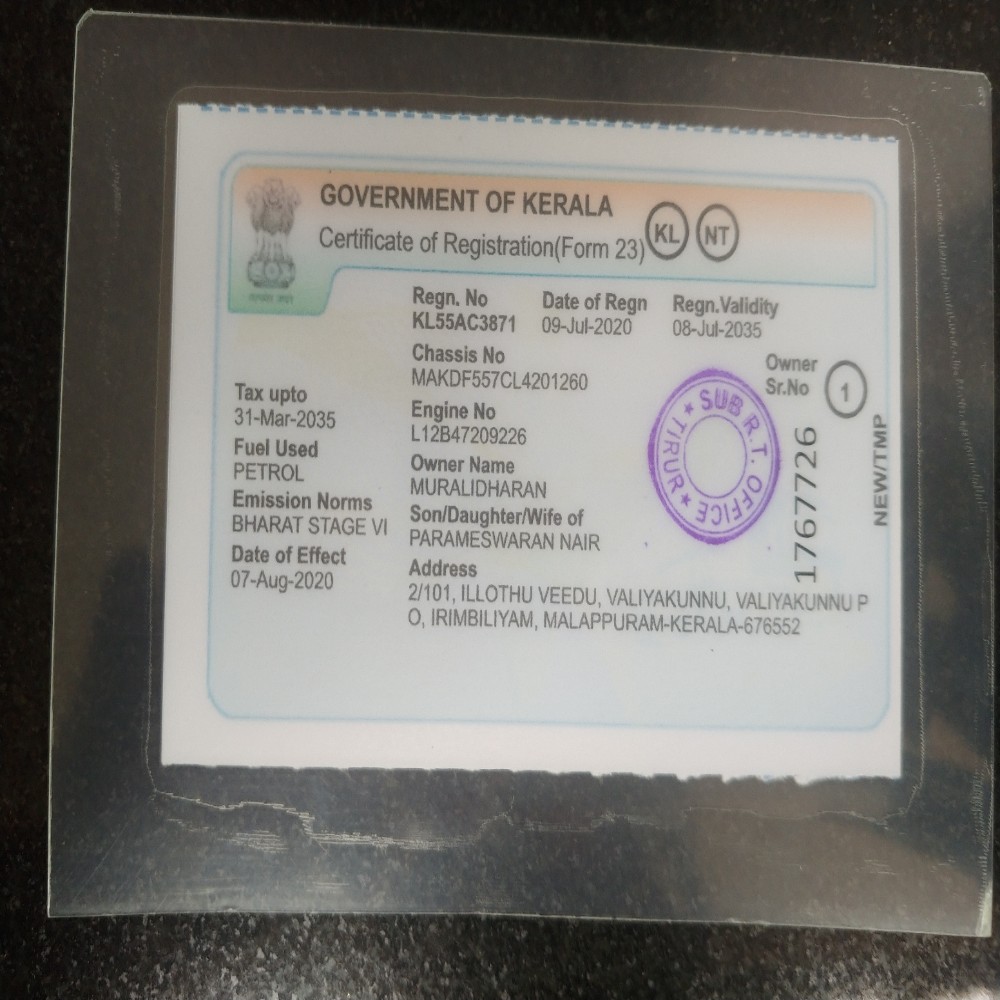 GOVERNMENT OF KERALA
Certificate of Registration(Form 23)
KL
NT
Regn. No
KL55AC3871
Date of Regn
09-Jul-2020
Regn.Validity
08-Jul-2035
Chassis No
MAKDF557CL4201260
Owner
Sr.No
1
Tax upto
31-Mar-2035
Engine No
L12B47209226
Fuel Used
PETROL
Owner Name
MURALIDHARAN
Emission Norms
BHARAT STAGE VI
Son/Daughter/Wife of
PARAMESWARAN NAIR
Date of Effect
07-Aug-2020
Address
2/101, ILLOTHU VEEDU, VALIYAKUNNU, VALIYAKUNNU P
O, IRIMBILIYAM, MALAPPURAM-KERALA-676552
SUB R.T. OFFICE
TIRUR
1767726
NEW/TMP